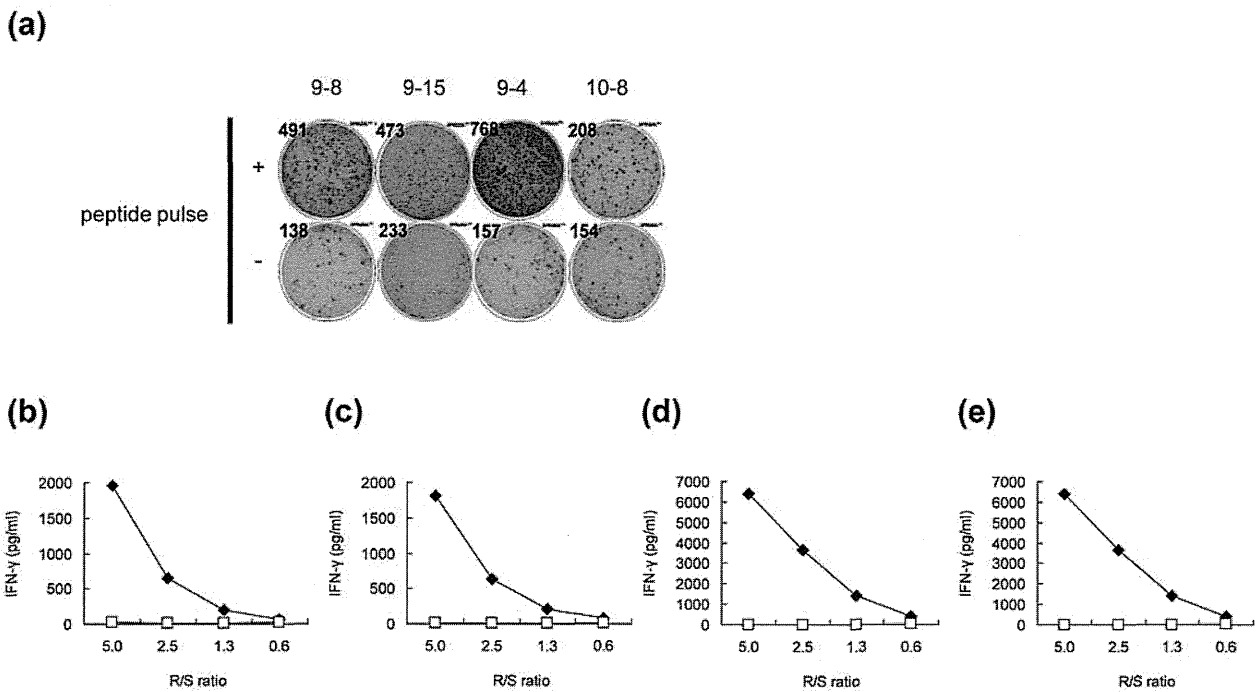 (a)
9-8 9-15 9-4 10-8
491 473 768 208
+
peptide pulse
138 233 157 154
-
(b) (c) (d) (e)
IFN-γ (pg/ml)
2000
1500
1000
500
0
5.0 2.5 1.3 0.6
R/S ratio
IFN-γ (pg/ml)
2000
1500
1000
500
0
5.0 2.5 1.3 0.6
R/S ratio
IFN-γ (pg/ml)
7000
6000
5000
4000
3000
2000
1000
0
5.0 2.5 1.3 0.6
R/S ratio
IFN-γ (pg/ml)
7000
6000
5000
4000
3000
2000
1000
0
5.0 2.5 1.3 0.6
R/S ratio